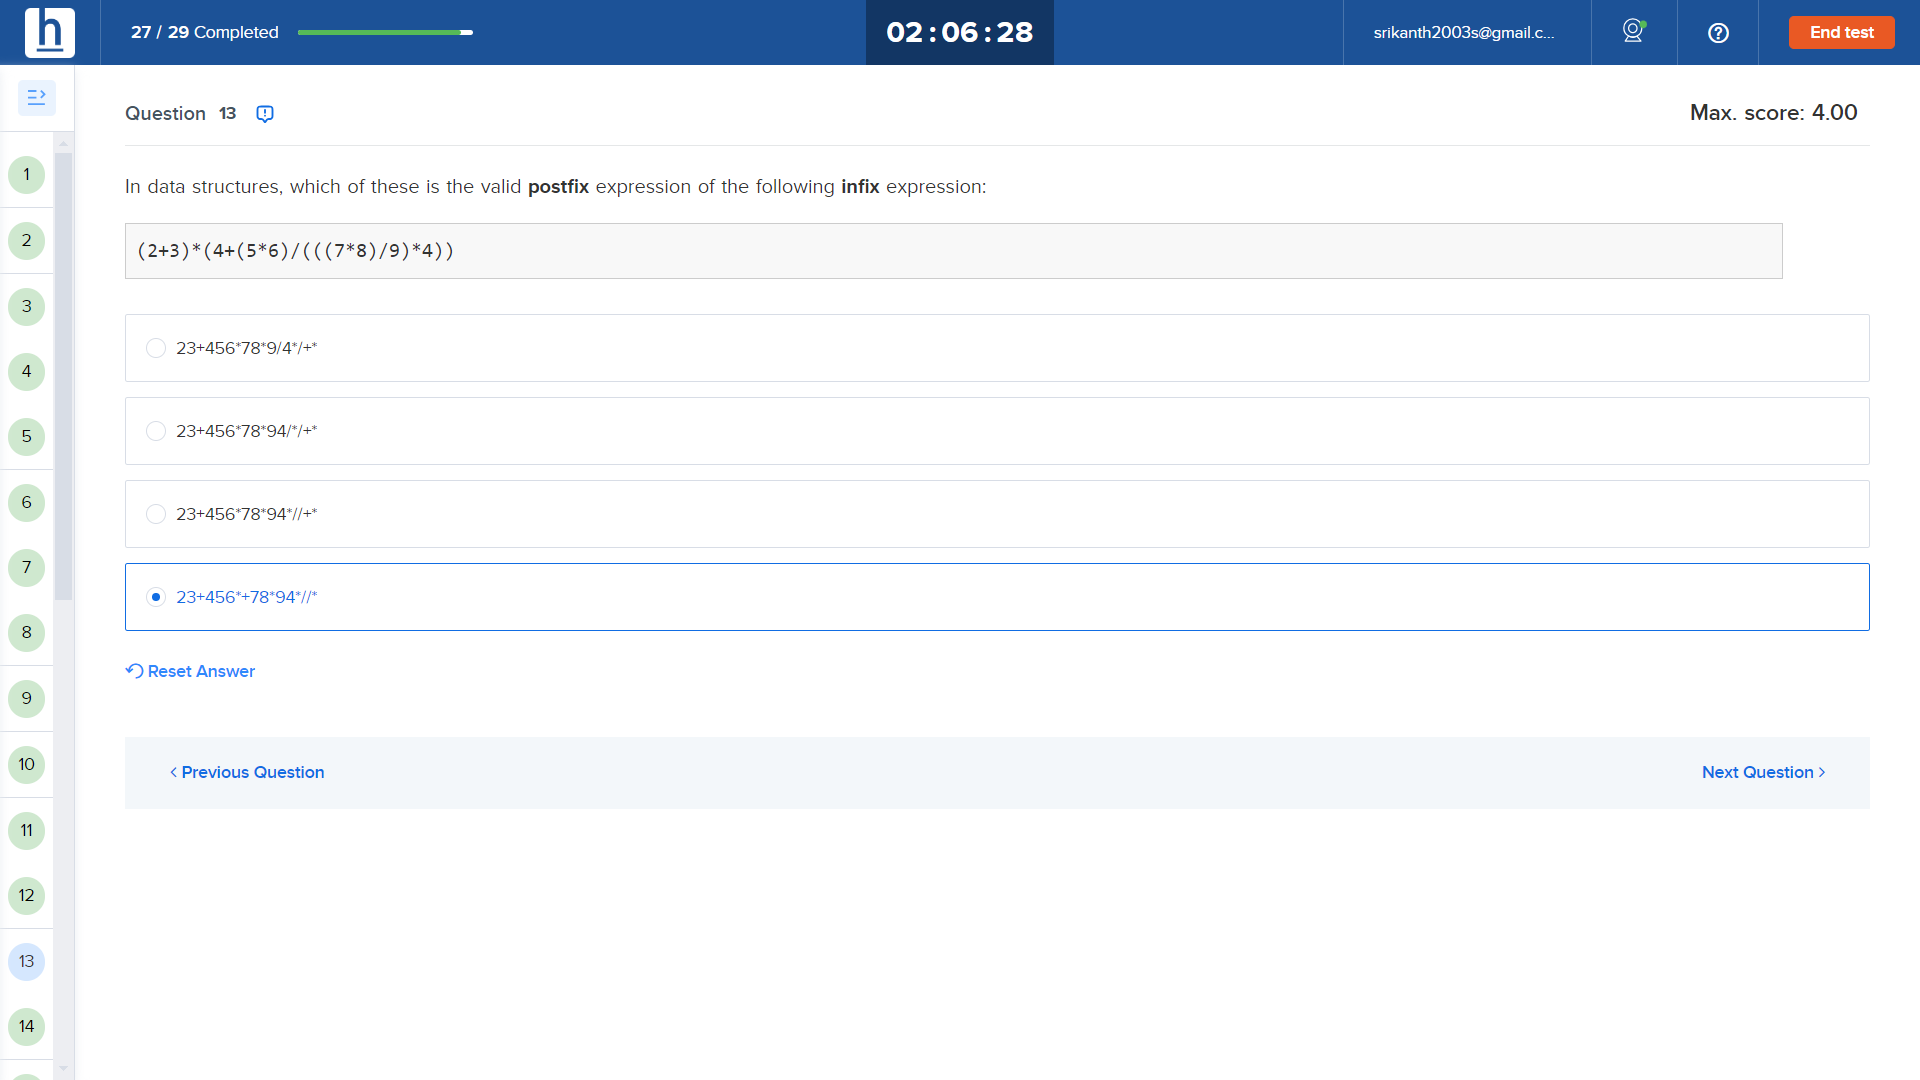 h
27 / 29 Completed
02 : 06 : 28
srikanth2003s@gmail.c...
End test
Question 13
Max. score: 4.00
In data structures, which of these is the valid postfix expression of the following infix expression:
(2+3)*(4+(5*6)/(((7*8)/9)*4))
23+456*78*9/4*/+*
23+456*78*94/*/+*
23+456*78*94*//+*
23+456*+78*94*//*
Reset Answer
Previous Question
Next Question
1
2
3
4
5
6
7
8
9
10
11
12
13
14